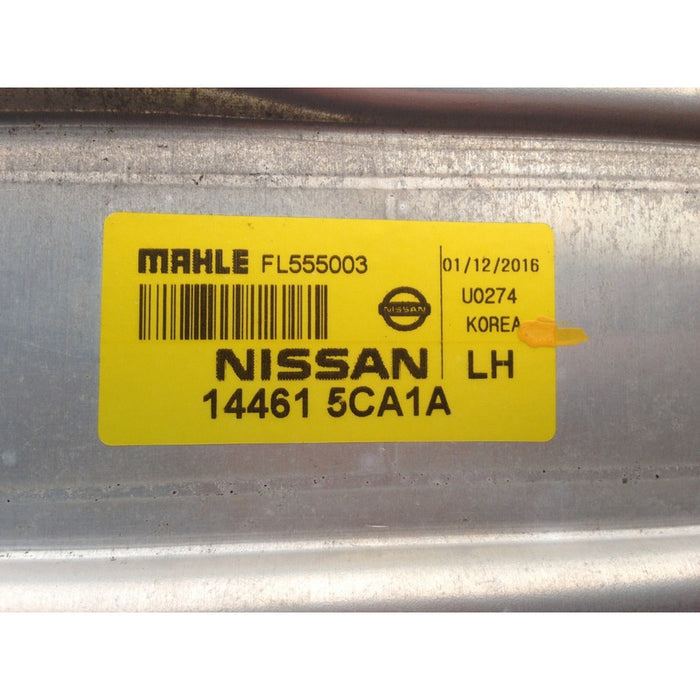 MAHLE FL555003
01/12/2016
U0274
KOREA
NISSAN
NISSAN LH
14461 5CA1A